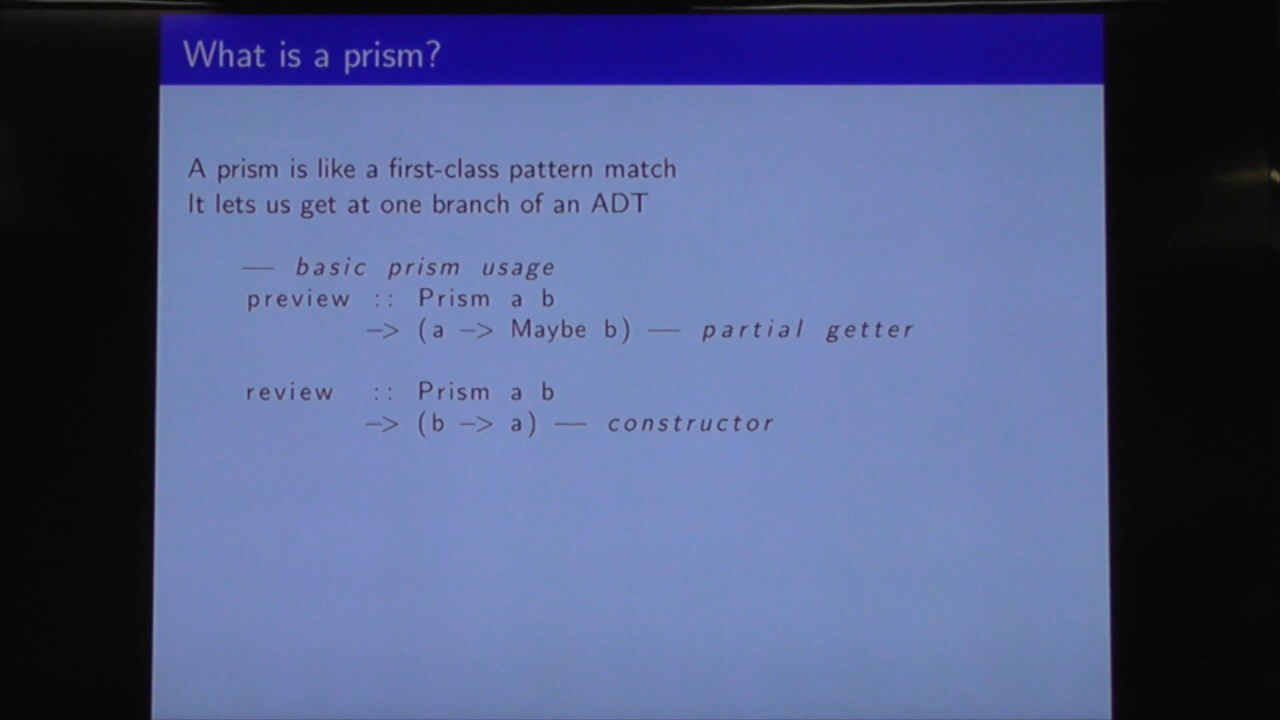 What is a prism?
A prism is like a first-class pattern match
It lets us get at one branch of an ADT
— basic prism usage
preview :: Prism a b
—> (a —> Maybe b) — partial getter
review :: Prism a b
—> (b —> a) — constructor